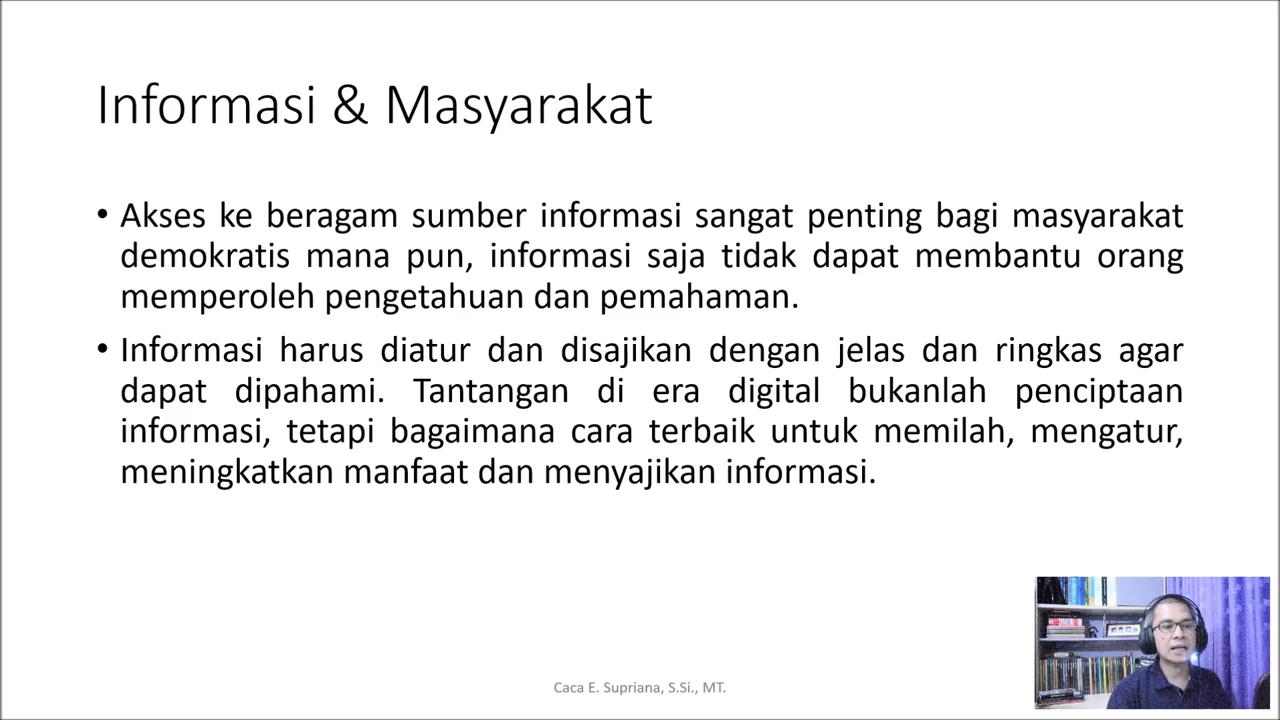 Informasi & Masyarakat
• Akses ke beragam sumber informasi sangat penting bagi masyarakat
demokratis mana pun, informasi saja tidak dapat membantu orang
memperoleh pengetahuan dan pemahaman.
• Informasi harus diatur dan disajikan dengan jelas dan ringkas agar
dapat dipahami. Tantangan di era digital bukanlah penciptaan
informasi, tetapi bagaimana cara terbaik untuk memilah, mengatur,
meningkatkan manfaat dan menyajikan informasi.
Caca E. Supriana, S.Si., MT.